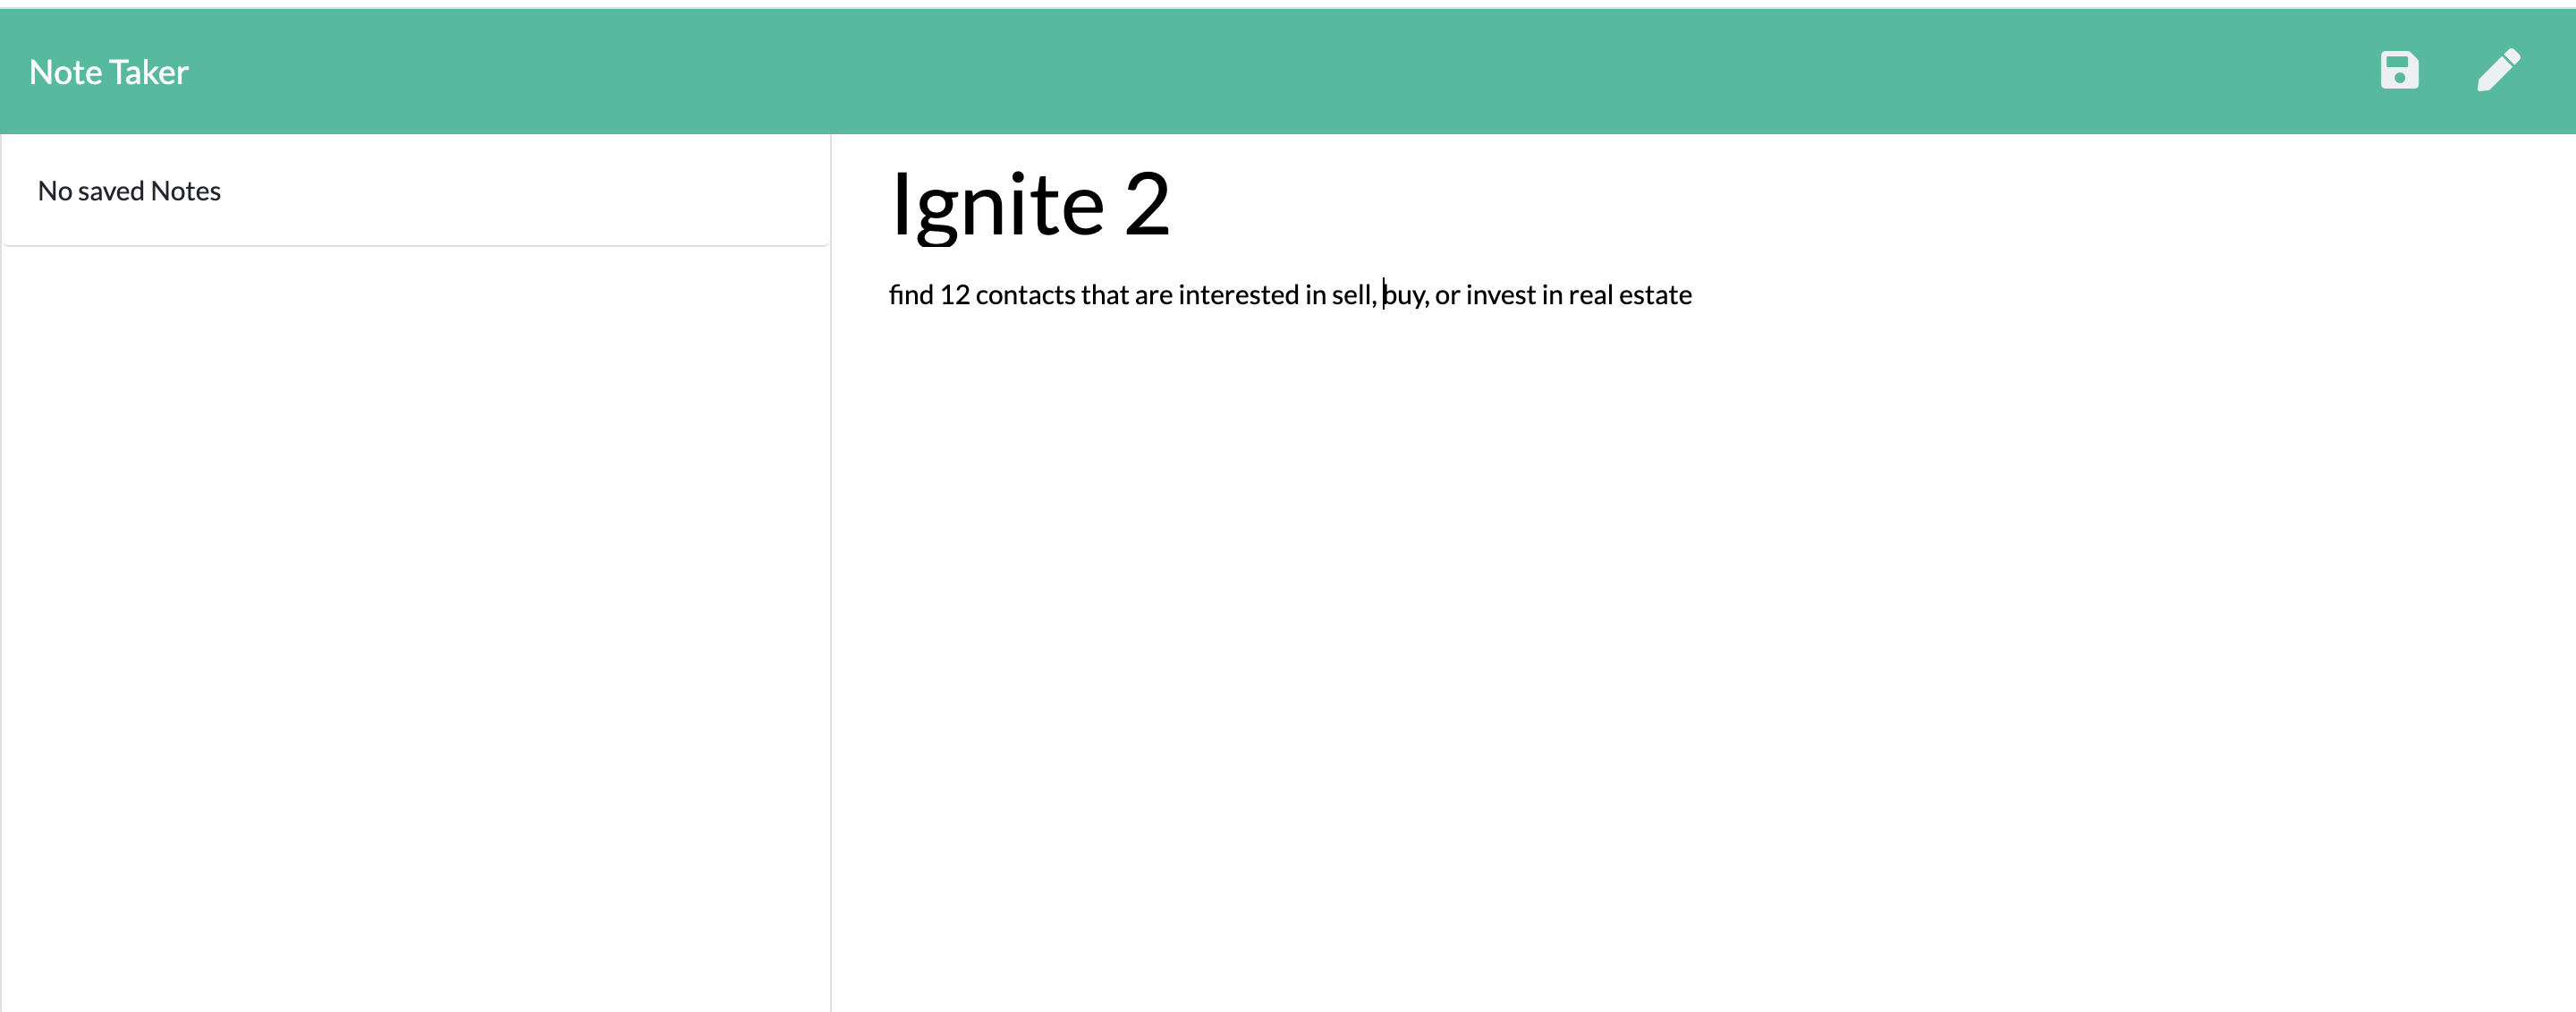 Note Taker
No saved Notes
Ignite 2
find 12 contacts that are interested in sell, buy, or invest in real estate